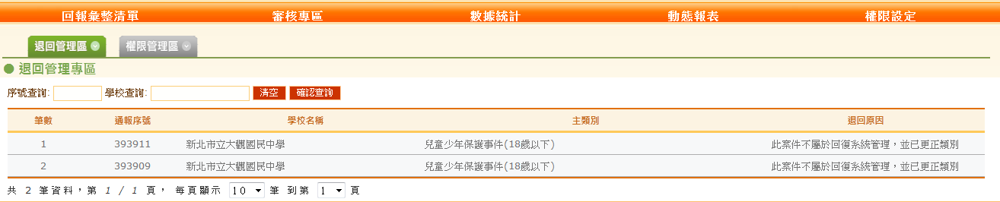 回報彙整清單 審核專區 數據統計 動態報表 權限設定
退回管理區 權限管理區
退回管理專區
序號查詢: 學校查詢: 清空 確認查詢
筆數 通報序號 學校名稱 主類別 退回原因
1 393911 新北市立大觀國民中學 兒童少年保護事件(18歲以下) 此案件不屬於回復系統管理，並已更正類別
2 393909 新北市立大觀國民中學 兒童少年保護事件(18歲以下) 此案件不屬於回復系統管理，並已更正類別
共 2 筆資料，第 1 / 1 頁， 每頁顯示 10 筆 到第 1 頁